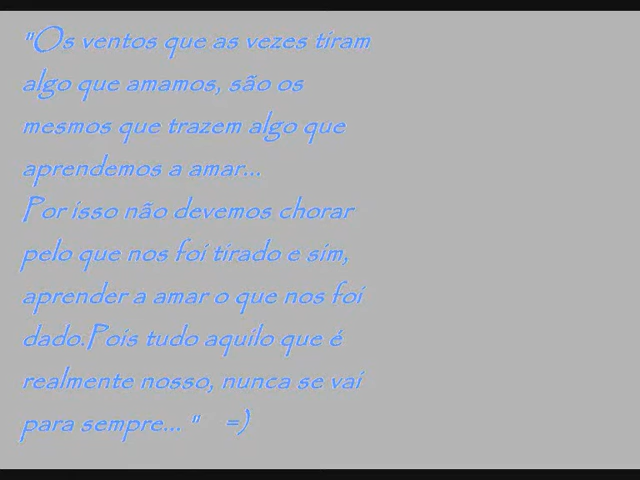 "Os ventos que as vezes tiram
algo que amamos, são os
mesmos que trazem algo que
aprendemos a amar...
Por isso não devemos chorar
pelo que nos foi tirado e sim,
aprender a amar o que nos foi
dado.Pois tudo aquilo que é
realmente nosso, nunca se vai
para sempre... " =)